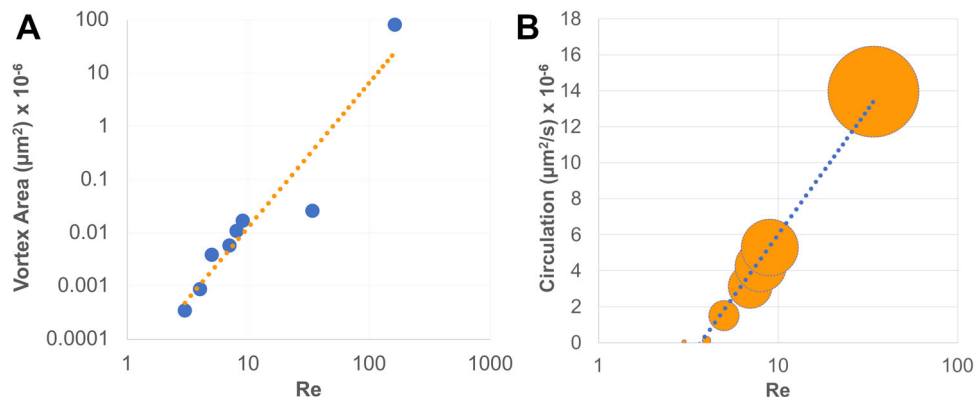 A
Vortex Area (µm²) x 10⁻⁶
100
10
1
0.1
0.01
0.001
0.0001
1 10 100 1000
Re
B
Circulation (µm²/s) x 10⁻⁶
18
16
14
12
10
8
6
4
2
0
1 10 100
Re